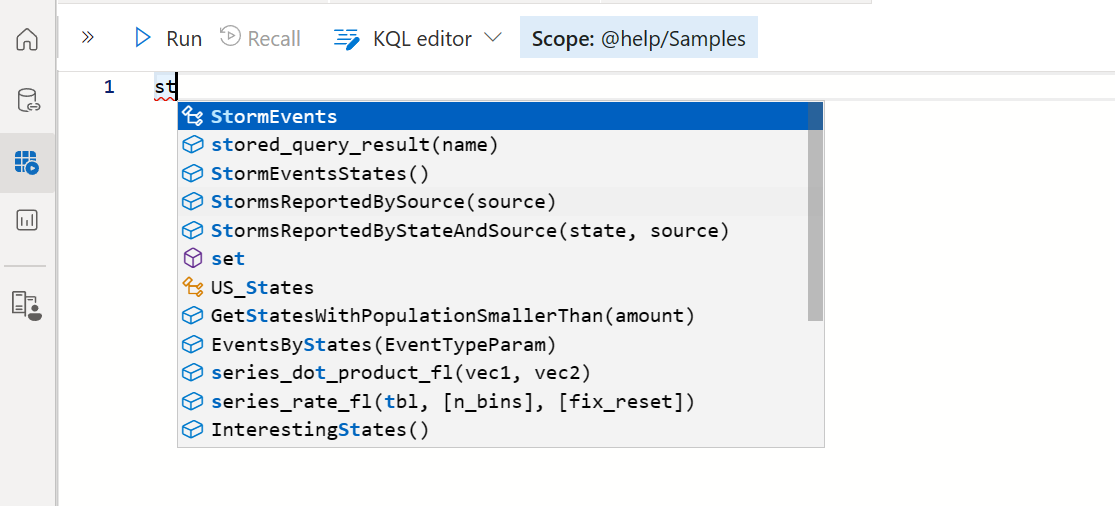 Run Recall KQL editor Scope: @help/Samples
1 st
StormEvents
stored_query_result(name)
StormEventsStates()
StormsReportedBySource(source)
StormsReportedByStateAndSource(state, source)
set
US_States
GetStatesWithPopulationSmallerThan(amount)
EventsByStates(EventTypeParam)
series_dot_product_fl(vec1, vec2)
series_rate_fl(tbl, [n_bins], [fix_reset])
InterestingStates()